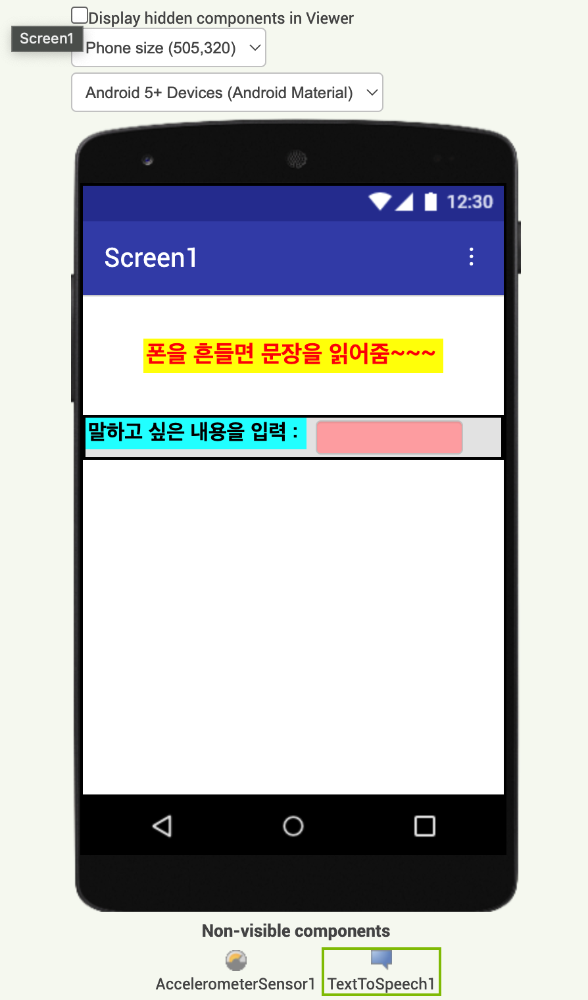 Display hidden components in Viewer
Screen1
Phone size (505,320)
Android 5+ Devices (Android Material)
12:30
Screen1
폰을 흔들면 문장을 읽어줌~~~
말하고 싶은 내용을 입력 :
Non-visible components
AccelerometerSensor1
TextToSpeech1